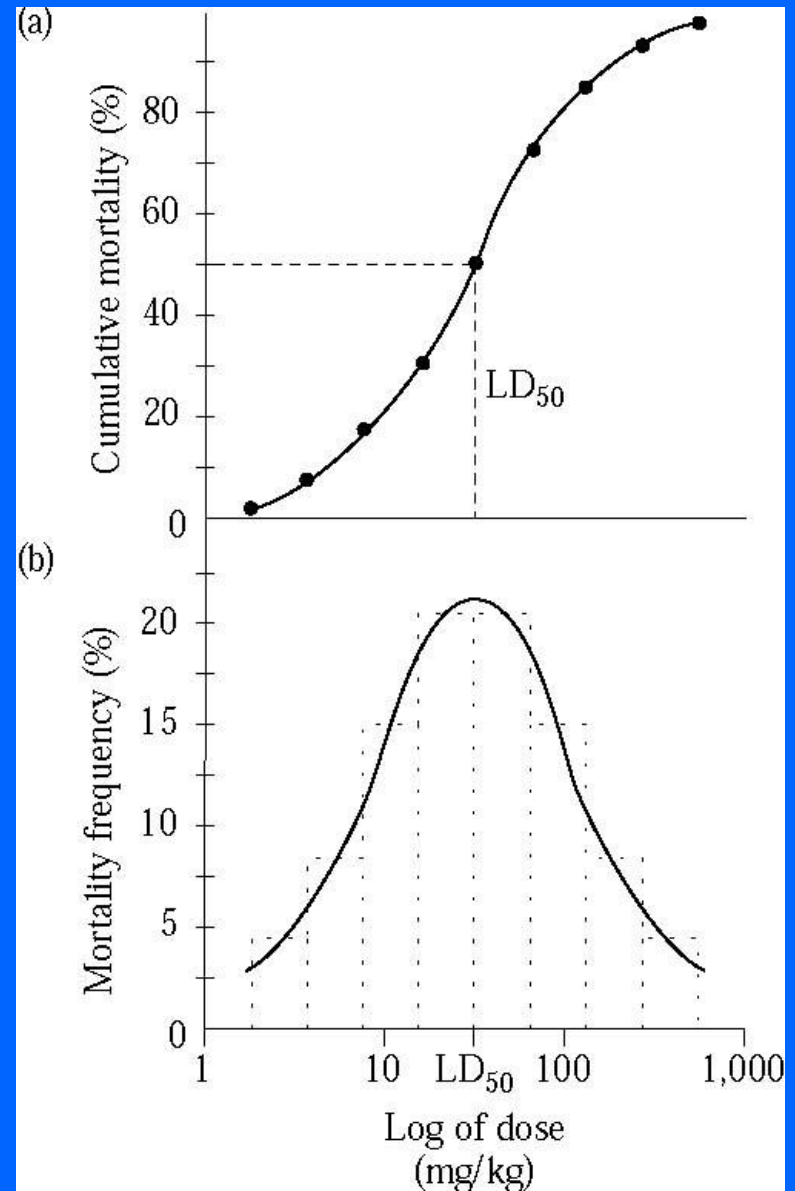 (a)
Cumulative mortality (%)
80
60
40
20
0
LD₅₀
(b)
Mortality frequency (%)
20
15
10
5
0
1 10 LD₅₀ 100 1,000
Log of dose
(mg/kg)